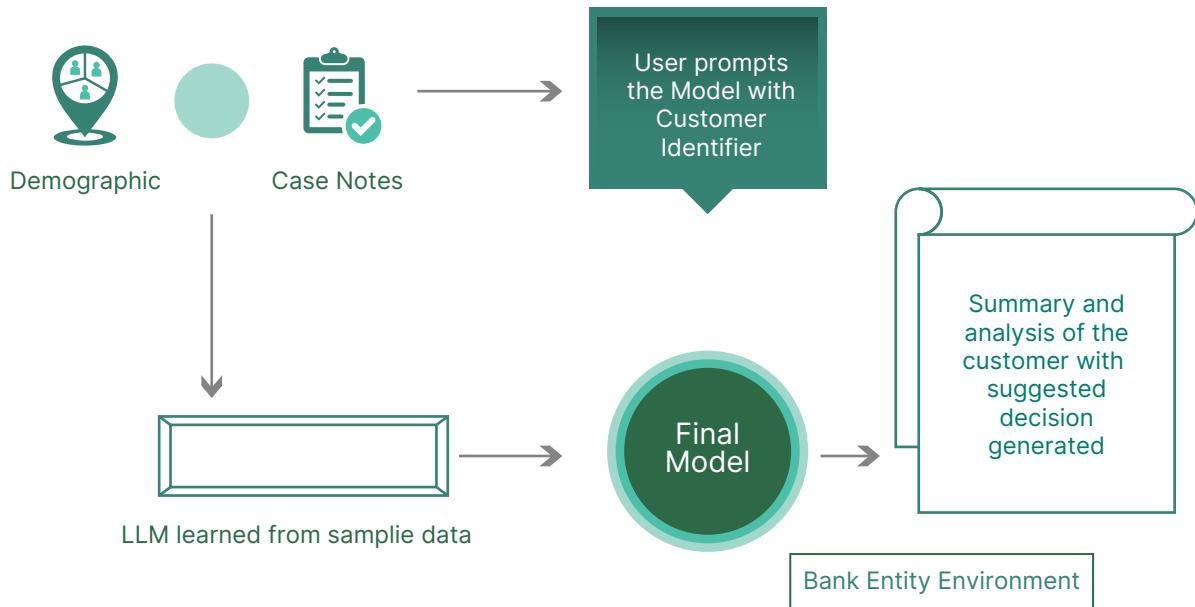 User prompts
the Model with
Customer
Identifier
Demographic
Case Notes
Summary and
analysis of the
customer with
suggested
decision
generated
Final
Model
LLM learned from samplie data
Bank Entity Environment